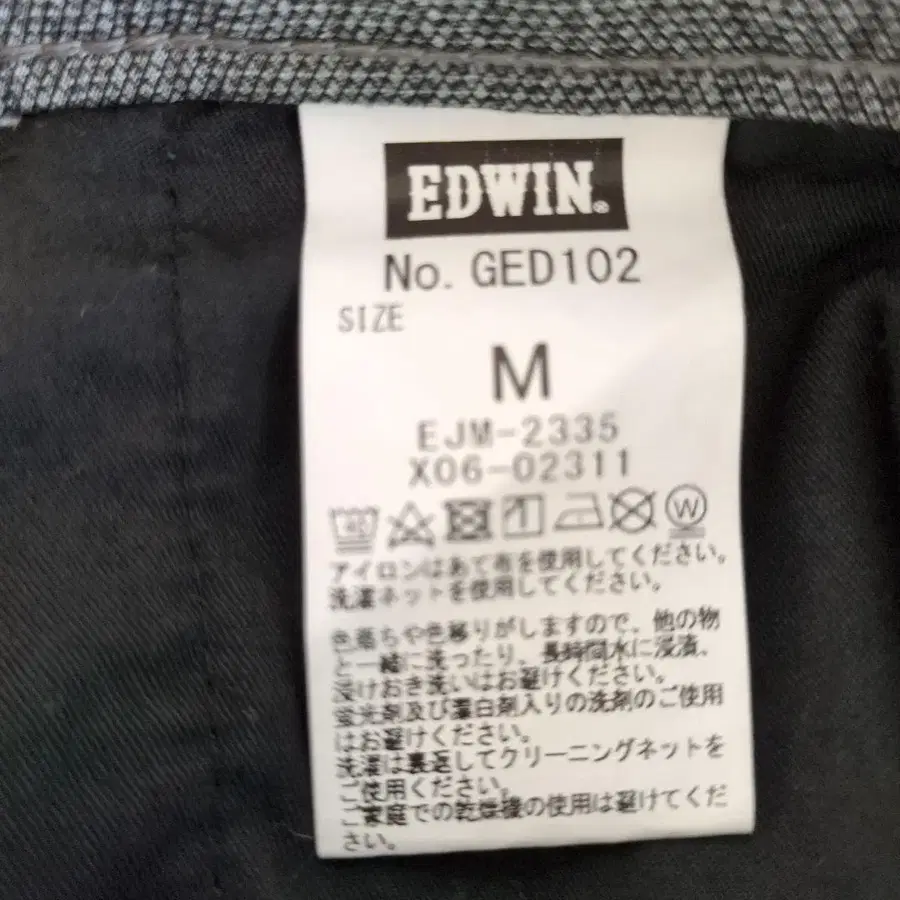 EDWIN®
No. GED102
SIZE
M
EJM-2335
X06-02311
40
W
アイロンはあて布を使用してください。
洗濯ネットを使用してください。
色落ちや色移りがしますので、他の物
と一緒に洗ったり、長時間水に浸漬、
浸けおき洗いはお避けください。
蛍光剤及び漂白剤入りの洗剤のご使用
はお避けください。
洗濯は裏返してクリーニングネットを
ご使用ください。
ご家庭での乾燥機の使用は避けてくだ
さい。